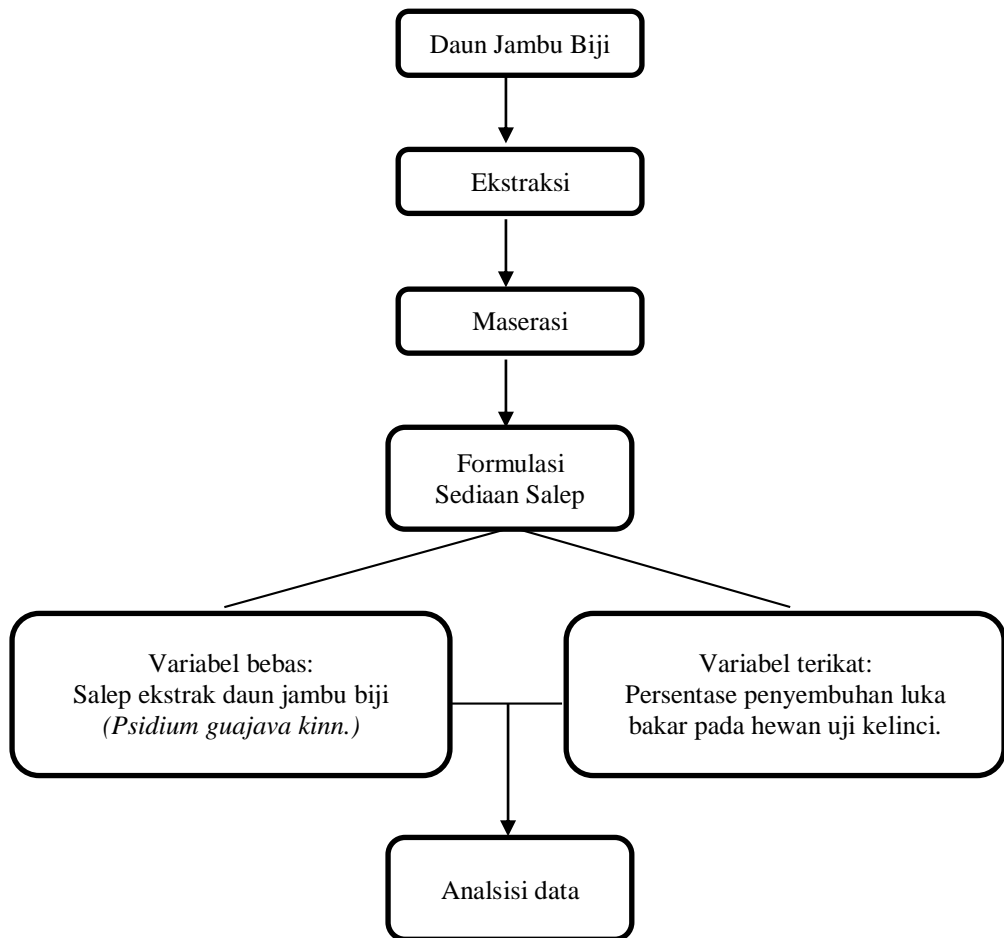 Daun Jambu Biji
Ekstraksi
Maserasi
Formulasi
Sediaan Salep
Variabel bebas:
Salep ekstrak daun jambu biji
(Psidium guajava kinn.)
Variabel terikat:
Persentase penyembuhan luka
bakar pada hewan uji kelinci.
Analsisi data